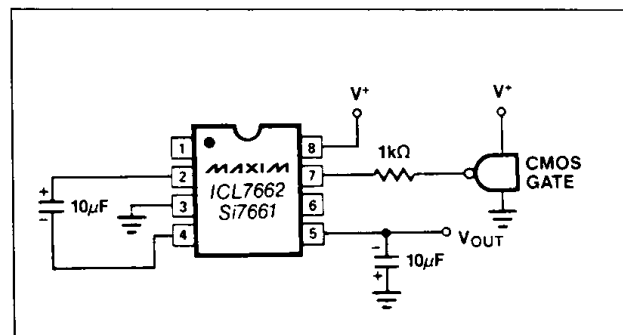 V+
V+
1
8
1kΩ
CMOS
GATE
MAXIM
ICL7662
Si7661
2
7
+
10µF
-
3
6
4
5
VOUT
-
10µF
+